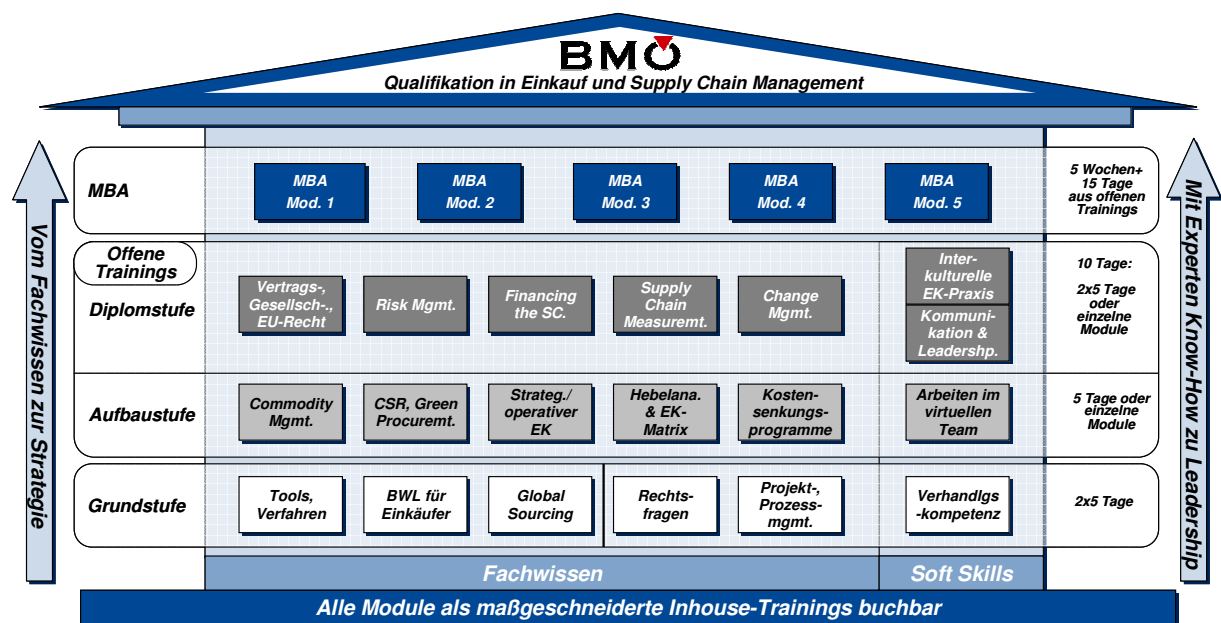 BMÖ
Qualifikation in Einkauf und Supply Chain Management
Vom Fachwissen zur Strategie
MBA
MBA
Mod. 1
MBA
Mod. 2
MBA
Mod. 3
MBA
Mod. 4
MBA
Mod. 5
5 Wochen+
15 Tage
aus offenen
Trainings
Offene
Trainings
Diplomstufe
Vertrags-,
Gesellsch-.,
EU-Recht
Risk Mgmt.
Financing
the SC.
Supply
Chain
Measuremt.
Change
Mgmt.
Inter-
kulturelle
EK-Praxis
Kommuni-
kation &
Leadershp.
10 Tage:
2x5 Tage
oder
einzelne
Module
Aufbaustufe
Commodity
Mgmt.
CSR, Green
Procuremt.
Strateg./
operativer
EK
Hebelana.
& EK-
Matrix
Kosten-
senkungs-
programme
Arbeiten im
virtuellen
Team
5 Tage oder
einzelne
Module
Grundstufe
Tools,
Verfahren
BWL für
Einkäufer
Global
Sourcing
Rechts-
fragen
Projekt-,
Prozess-
mgmt.
Verhandlgs
-kompetenz
2x5 Tage
Mit Experten Know-How zu Leadership
Fachwissen
Soft Skills
Alle Module als maßgeschneiderte Inhouse-Trainings buchbar